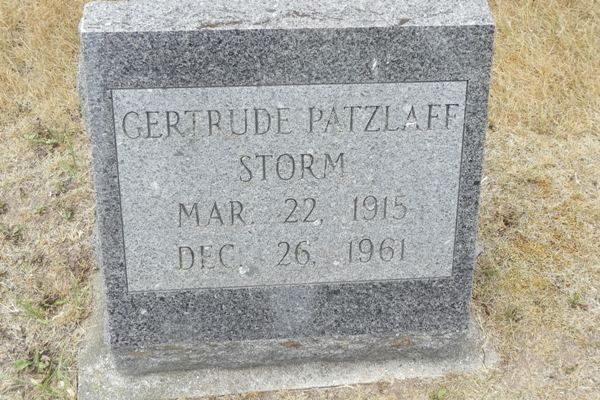 GERTRUDE PATZLAFF
STORM
MAR. 22, 1915
DEC. 26, 1961